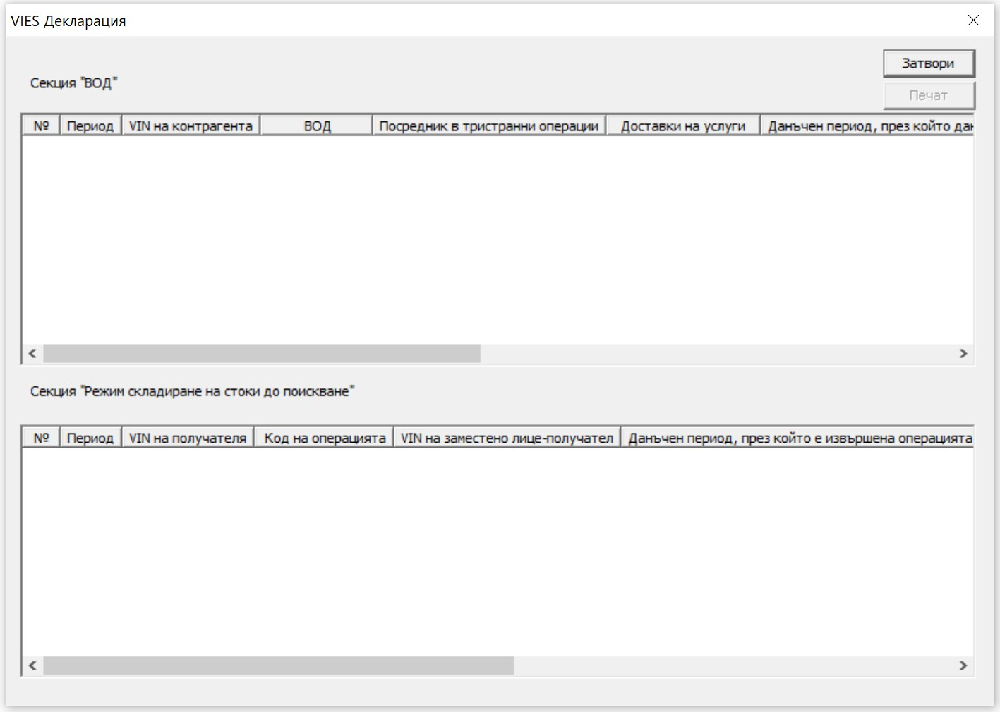 VIES Декларация
Затвори
Секция "ВОД"
Печат
№ Период VIN на контрагента ВОД Посредник в тристранни операции Доставки на услуги Данъчен период, през който дан
Секция "Режим складиране на стоки до поискване"
№ Период VIN на получателя Код на операцията VIN на заместено лице-получател Данъчен период, през който е извършена операцията